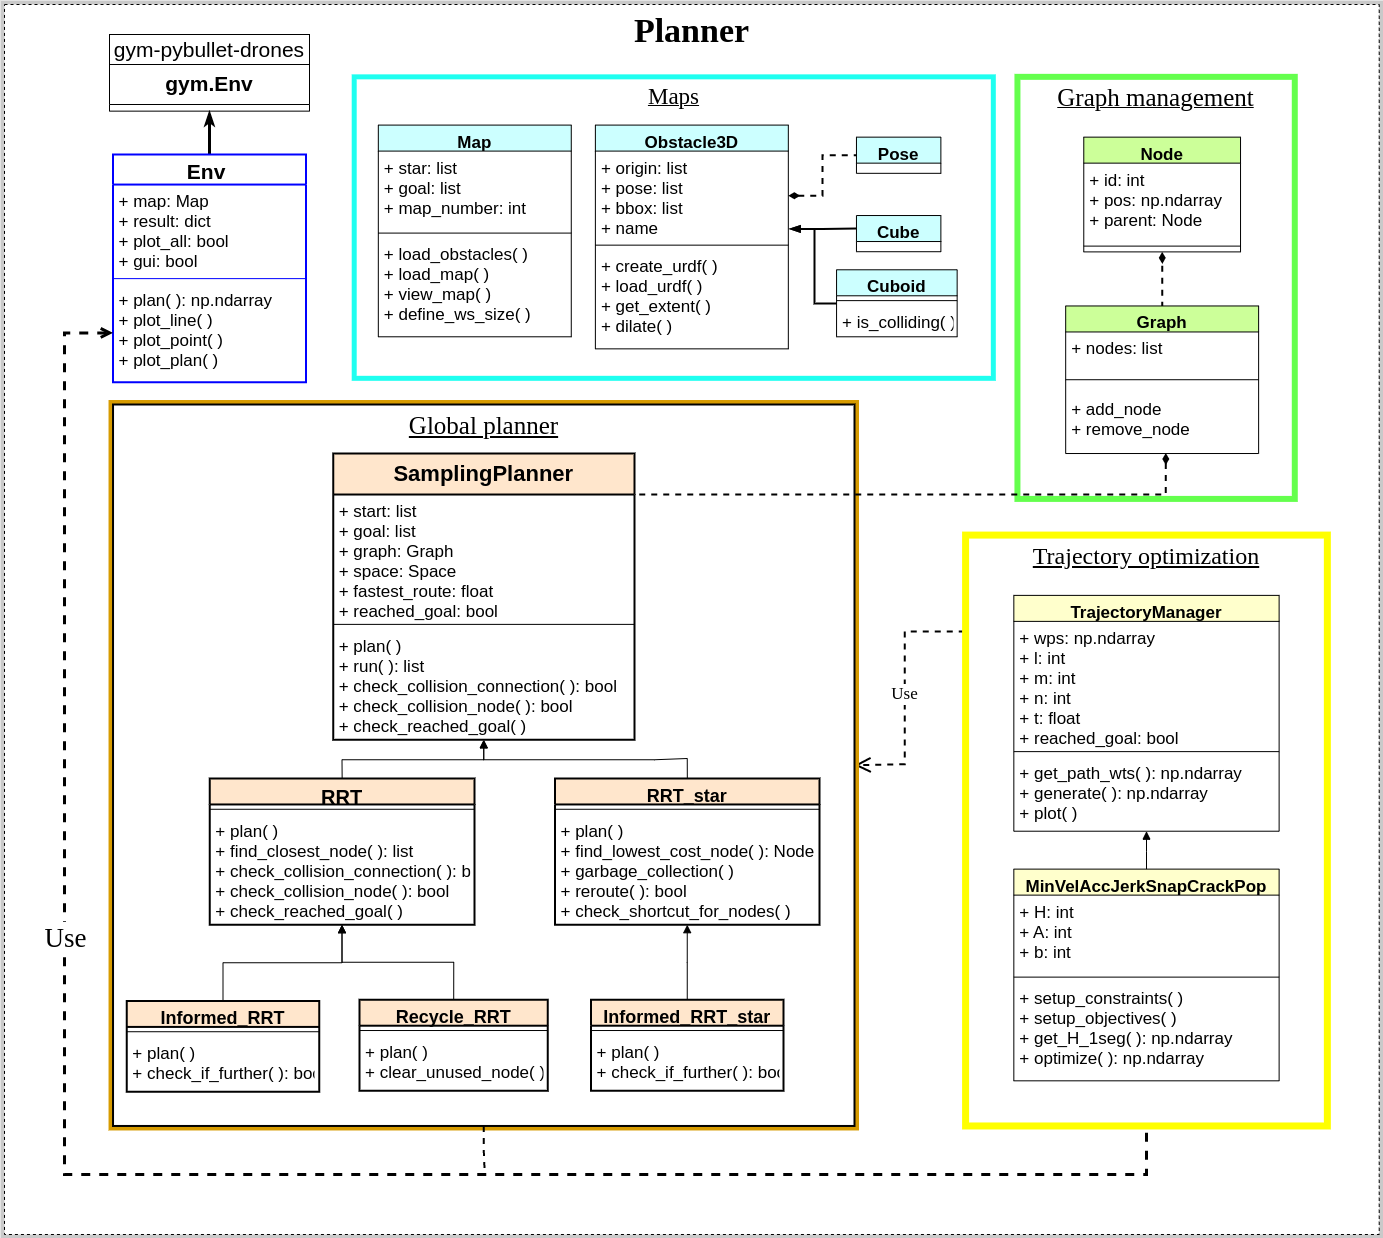 Planner
gym-pybullet-drones
gym.Env
Env
+ map: Map
+ result: dict
+ plot_all: bool
+ gui: bool
+ plan( ): np.ndarray
+ plot_line( )
+ plot_point( )
+ plot_plan( )
Maps
Map
+ star: list
+ goal: list
+ map_number: int
+ load_obstacles( )
+ load_map( )
+ view_map( )
+ define_ws_size( )
Obstacle3D
+ origin: list
+ pose: list
+ bbox: list
+ name
+ create_urdf( )
+ load_urdf( )
+ get_extent( )
+ dilate( )
Pose
Cube
Cuboid
+ is_colliding( )
Graph management
Node
+ id: int
+ pos: np.ndarray
+ parent: Node
Graph
+ nodes: list
+ add_node
+ remove_node
Global planner
SamplingPlanner
+ start: list
+ goal: list
+ graph: Graph
+ space: Space
+ fastest_route: float
+ reached_goal: bool
+ plan( )
+ run( ): list
+ check_collision_connection( ): bool
+ check_collision_node( ): bool
+ check_reached_goal( )
RRT
+ plan( )
+ find_closest_node( ): list
+ check_collision_connection( ): b
+ check_collision_node( ): bool
+ check_reached_goal( )
RRT_star
+ plan( )
+ find_lowest_cost_node( ): Node
+ garbage_collection( )
+ reroute( ): bool
+ check_shortcut_for_nodes( )
Informed_RRT
+ plan( )
+ check_if_further( ): boo
Recycle_RRT
+ plan( )
+ clear_unused_node( )
Informed_RRT_star
+ plan( )
+ check_if_further( ): boo
Use
Use
Trajectory optimization
TrajectoryManager
+ wps: np.ndarray
+ l: int
+ m: int
+ n: int
+ t: float
+ reached_goal: bool
+ get_path_wts( ): np.ndarray
+ generate( ): np.ndarray
+ plot( )
MinVelAccJerkSnapCrackPop
+ H: int
+ A: int
+ b: int
+ setup_constraints( )
+ setup_objectives( )
+ get_H_1seg( ): np.ndarray
+ optimize( ): np.ndarray